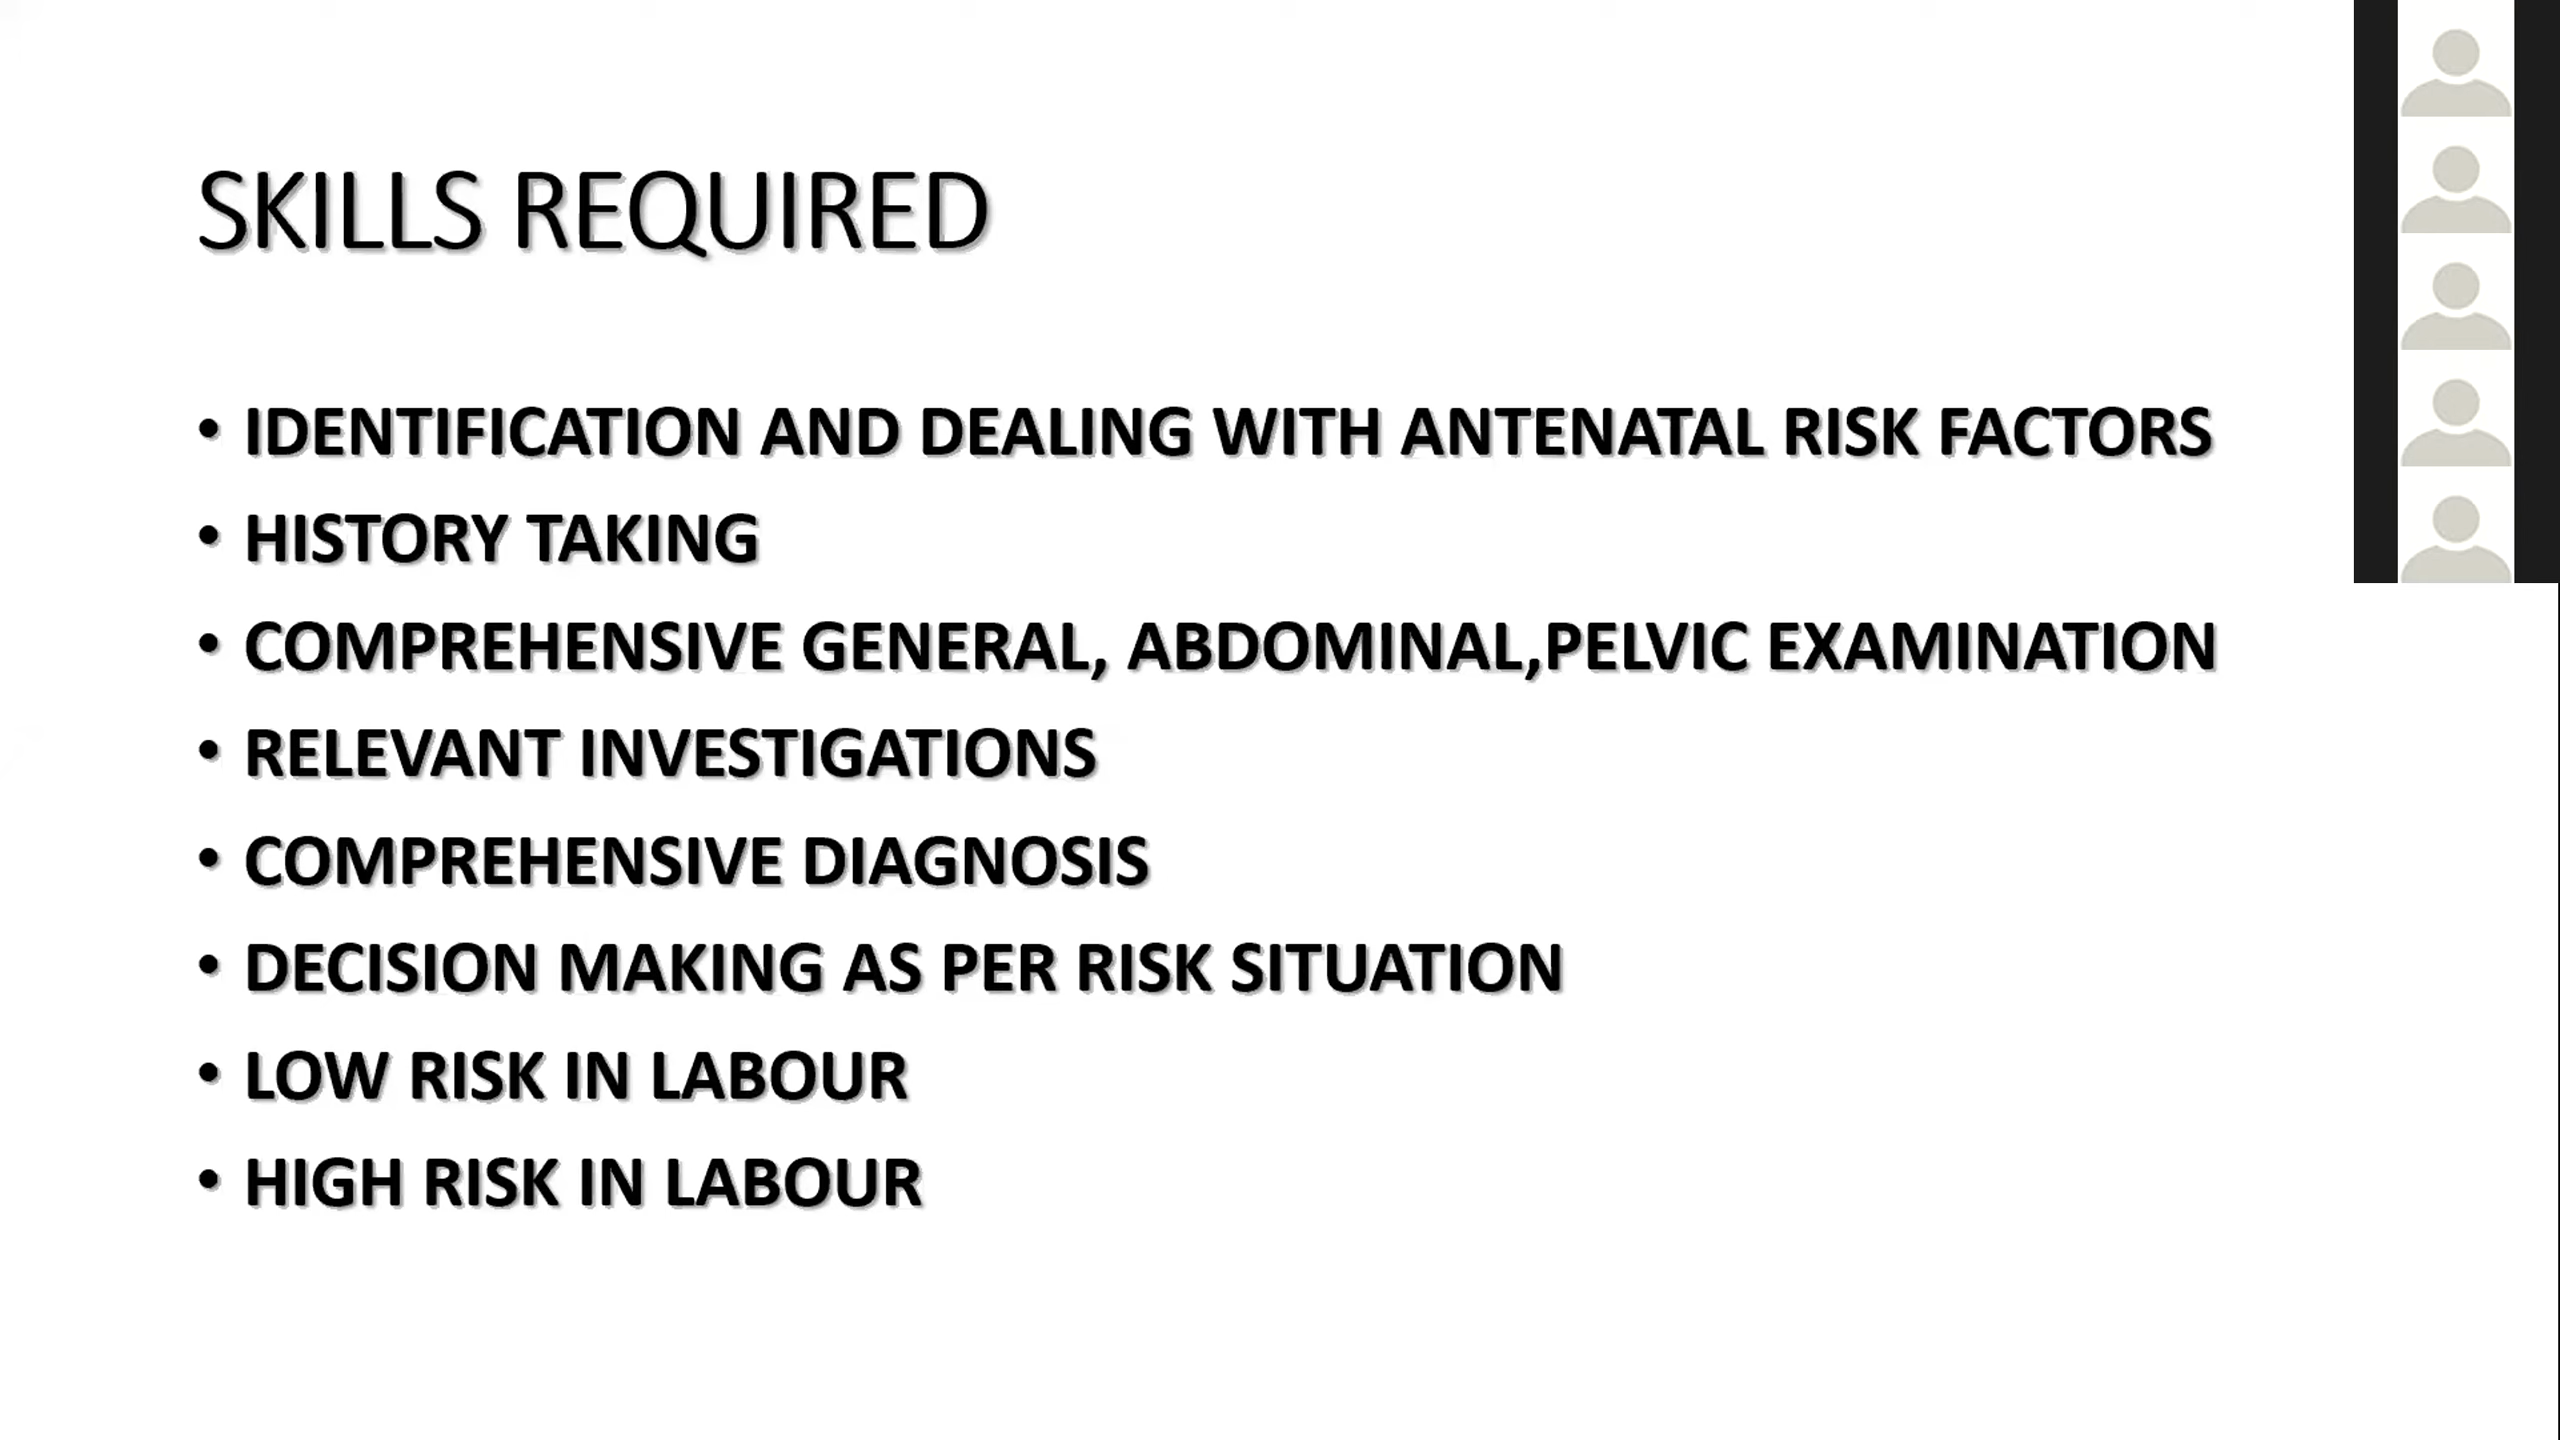 SKILLS REQUIRED
• IDENTIFICATION AND DEALING WITH ANTENATAL RISK FACTORS
• HISTORY TAKING
• COMPREHENSIVE GENERAL, ABDOMINAL,PELVIC EXAMINATION
• RELEVANT INVESTIGATIONS
• COMPREHENSIVE DIAGNOSIS
• DECISION MAKING AS PER RISK SITUATION
• LOW RISK IN LABOUR
• HIGH RISK IN LABOUR